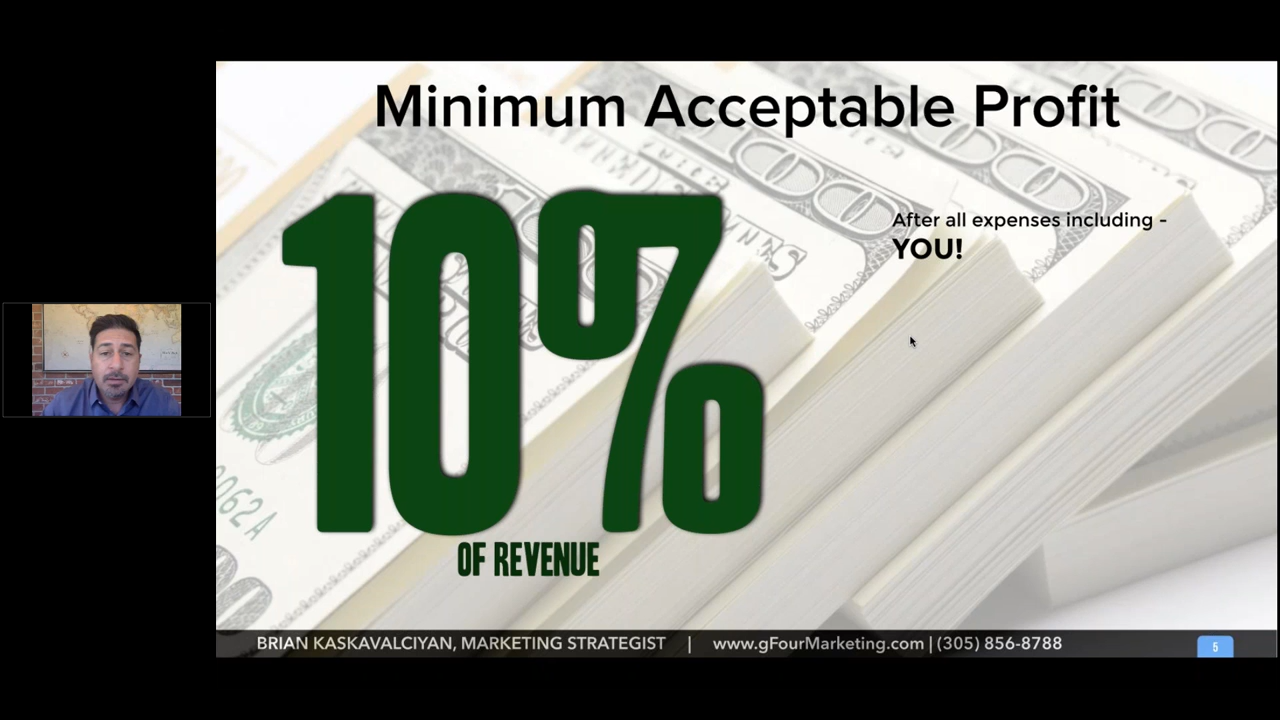 Minimum Acceptable Profit
10%
OF REVENUE
After all expenses including -
YOU!
BRIAN KASKAVALCIYAN, MARKETING STRATEGIST | www.gFourMarketing.com | (305) 856-8788
5